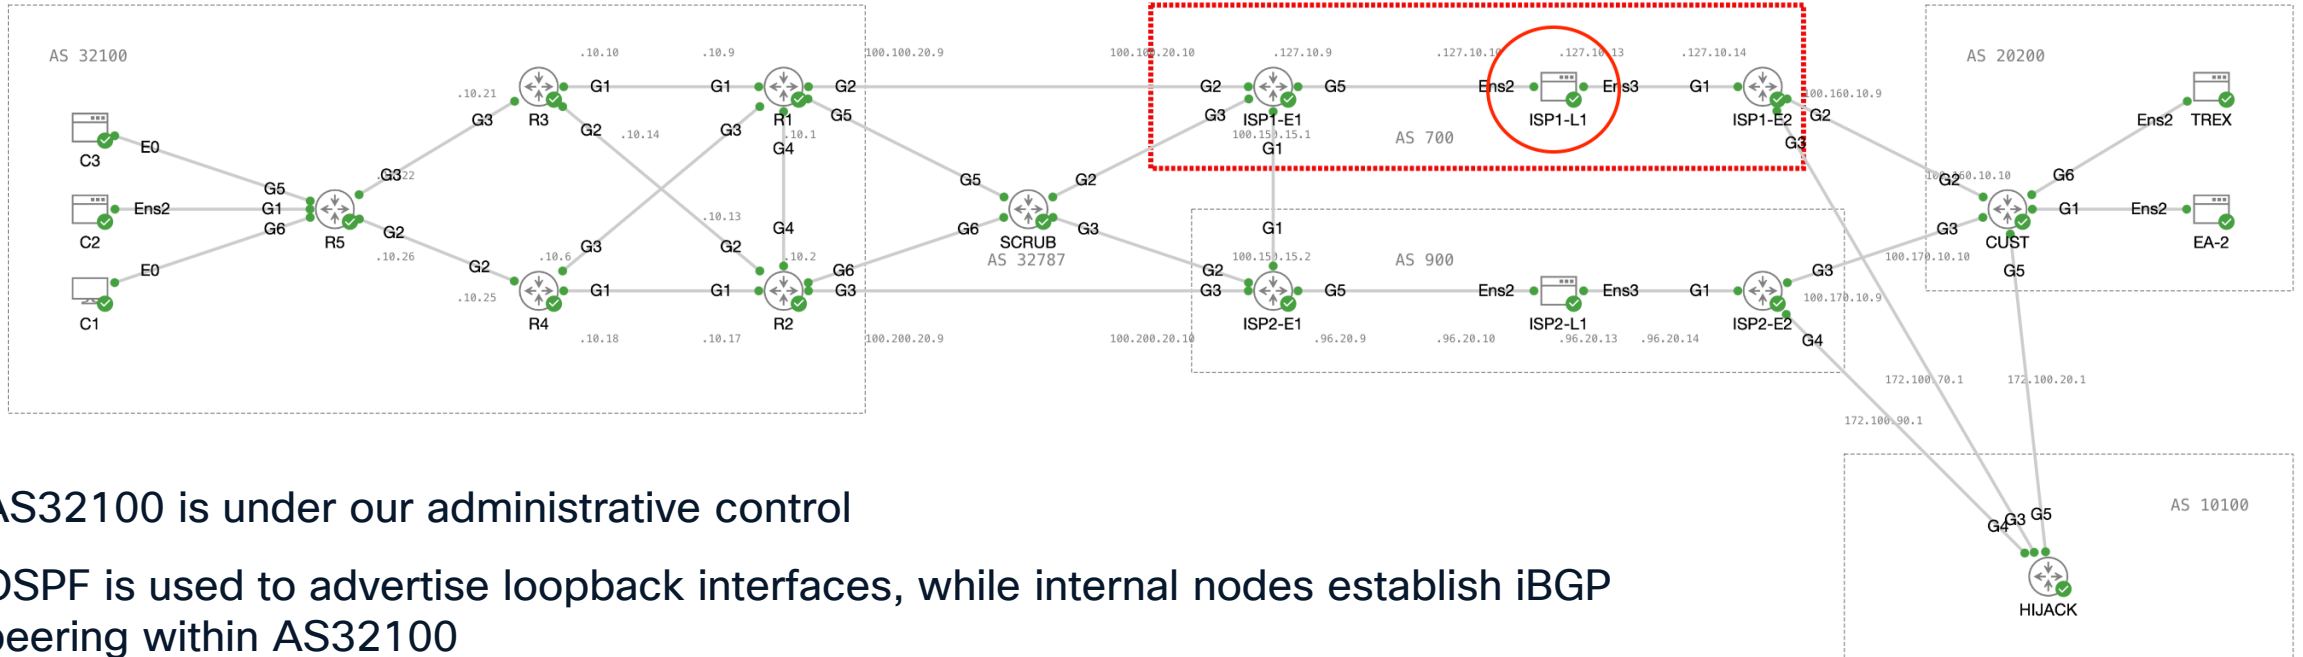 AS 32100
.10.10
.10.9
100.100.20.9
100.100.20.10
.127.10.9
.127.10.10
.127.10.13
.127.10.14
AS 20200
G1
G1
G2
G2
G5
Ens2
Ens3
G1
.10.21
R3
R1
ISP1-E1
ISP1-L1
ISP1-E2
100.160.10.9
TREX
G3
G2
G3
G5
G3
G2
Ens2
.10.14
.10.1
100.150.15.1
AS 700
G3
C3
E0
G4
G1
G5
G3
.22
G5
G2
G2
100.160.10.10
G6
Ens2
G1
C2
R5
G6
G2
.10.13
G4
G6
SCRUB
G3
G1
G3
CUST
G1
Ens2
EA-2
.10.26
.10.6
G3
G2
.10.2
AS 32787
100.150.15.2
AS 900
100.170.10.10
G5
E0
G2
G6
G2
G3
.10.25
G1
G1
G3
G3
G5
Ens2
Ens3
G1
100.170.10.9
C1
R4
R2
ISP2-E1
ISP2-L1
ISP2-E2
.10.18
.10.17
100.200.20.9
100.200.20.10
.96.20.9
.96.20.10
.96.20.13
.96.20.14
G4
172.100.70.1
172.100.20.1
172.100.90.1
AS 10100
G4
G3
G5
HIJACK
AS32100 is under our administrative control
OSPF is used to advertise loopback interfaces, while internal nodes establish iBGP
peering within AS32100